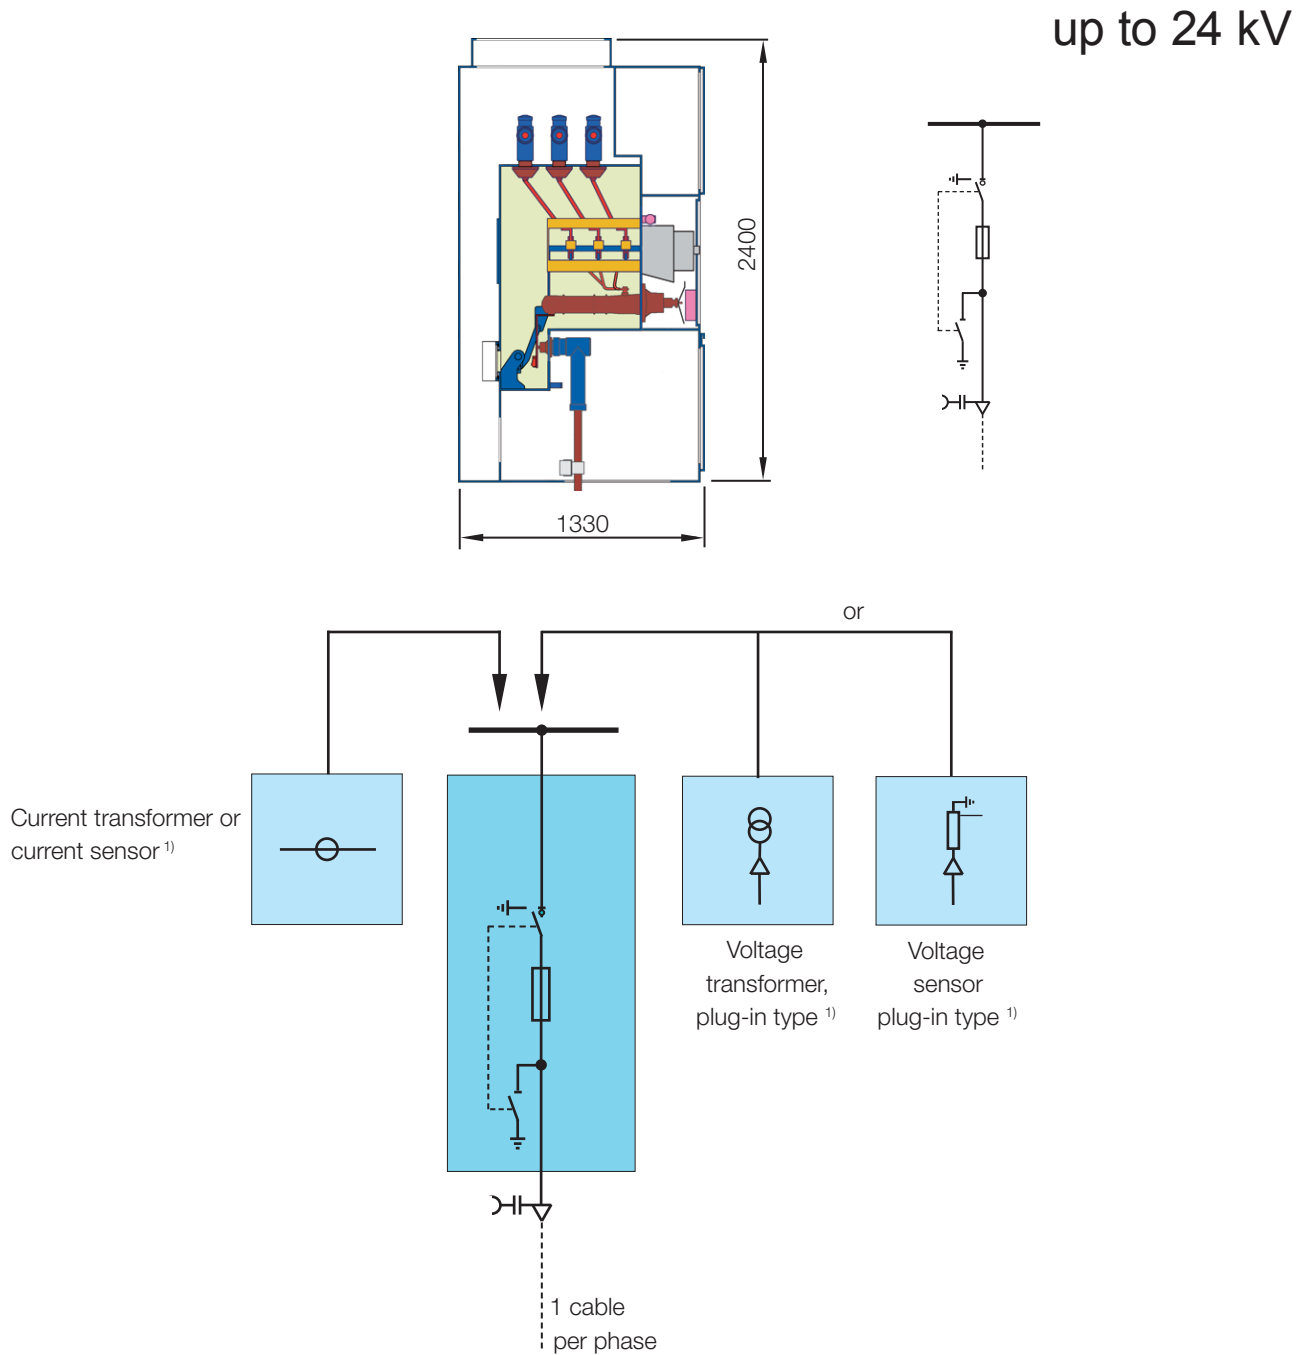 up to 24 kV
2400
1330
or
Current transformer or
current sensor 1)
Voltage
transformer,
plug-in type 1)
Voltage
sensor
plug-in type 1)
1 cable
per phase